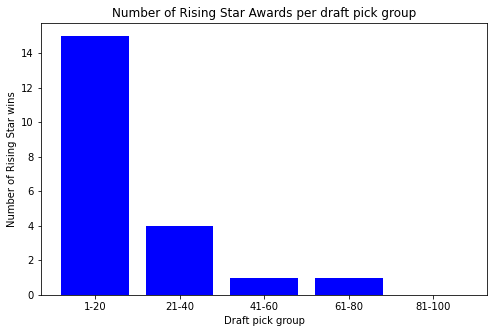 Number of Rising Star Awards per draft pick group
Number of Rising Star wins
14
12
10
8
6
4
2
0
1-20 21-40 41-60 61-80 81-100
Draft pick group